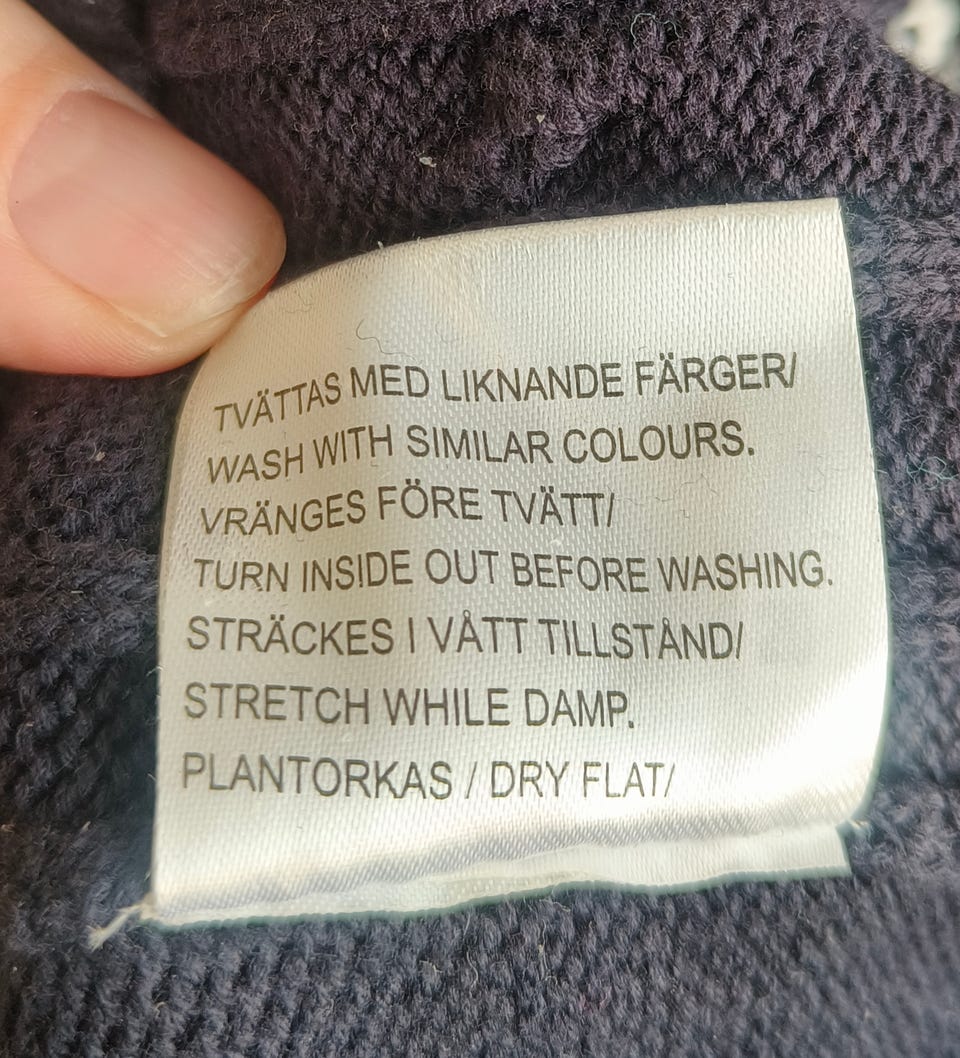 TVÄTTAS MED LIKNANDE FÄRGER/
WASH WITH SIMILAR COLOURS.
VRÄNGES FÖRE TVÄTT/
TURN INSIDE OUT BEFORE WASHING.
STRÄCKES I VÅTT TILLSTÅND/
STRETCH WHILE DAMP.
PLANTORKAS / DRY FLAT/